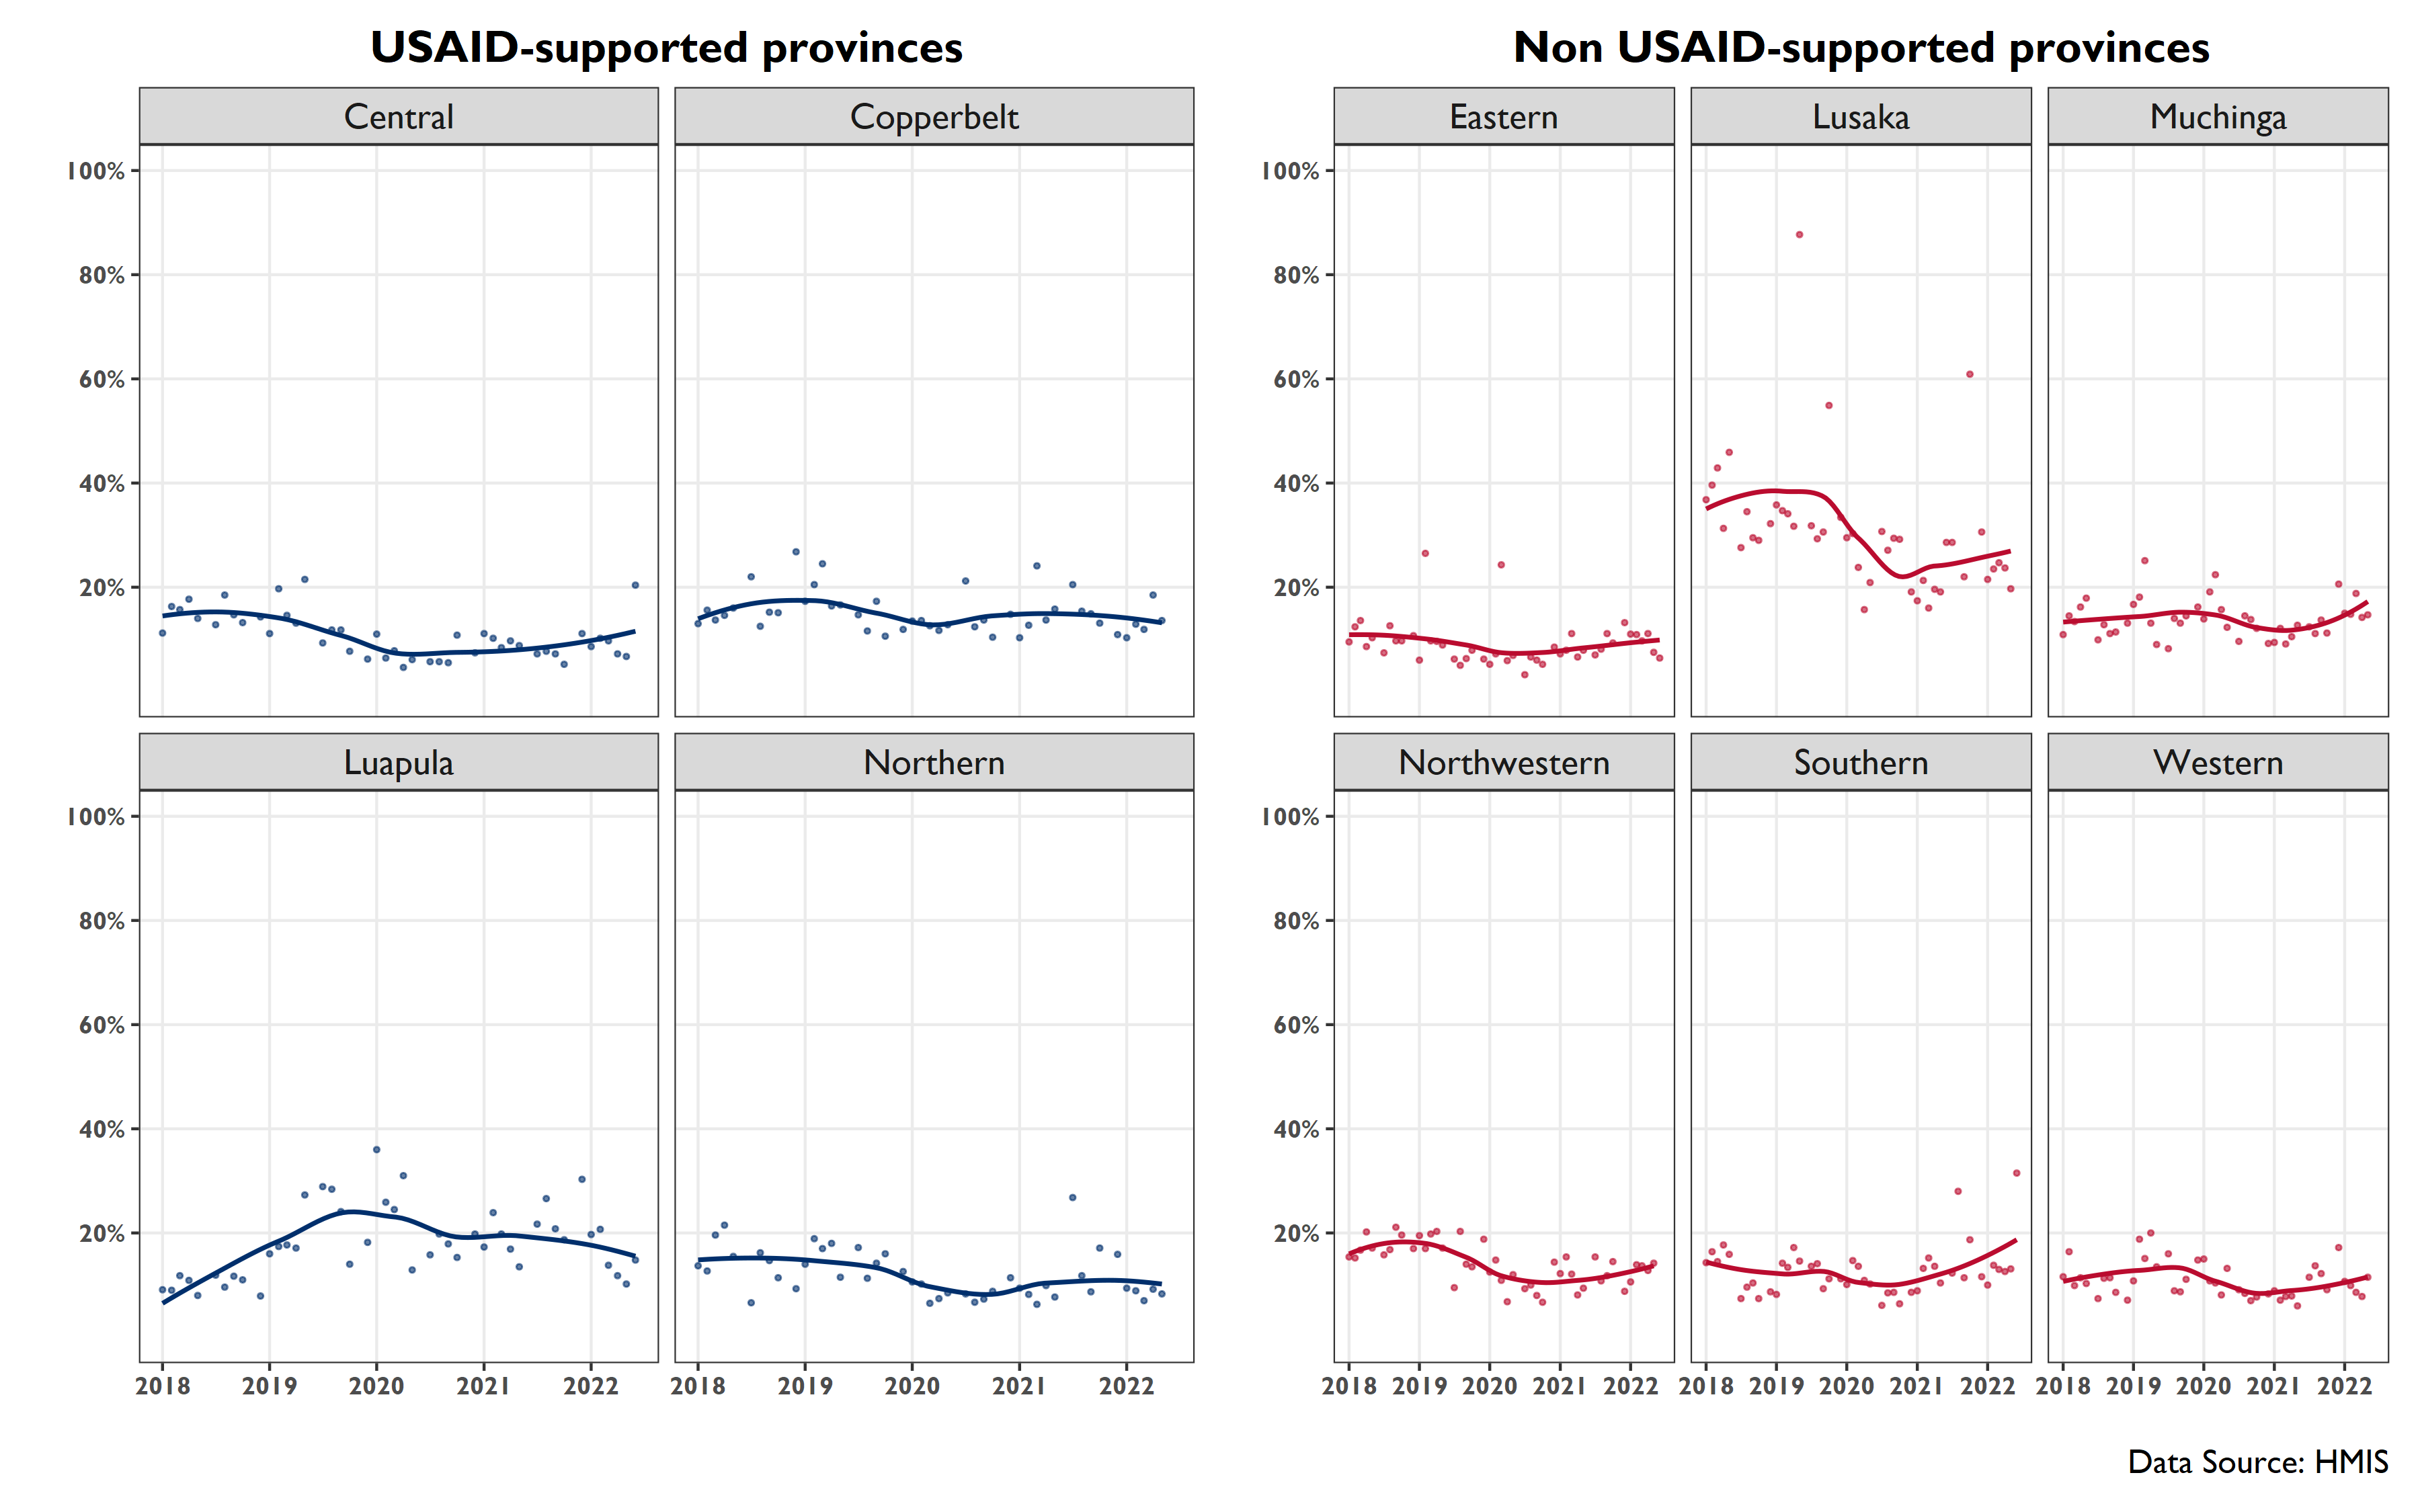 USAID-supported provinces
Non USAID-supported provinces
Central
Copperbelt
Eastern
Lusaka
Muchinga
100%
80%
60%
40%
20%
100%
80%
60%
40%
20%
Luapula
Northern
Northwestern
Southern
Western
100%
80%
60%
40%
20%
100%
80%
60%
40%
20%
2018 2019 2020 2021 2022
2018 2019 2020 2021 2022
2018 2019 2020 2021 2022
2018 2019 2020 2021 2022
2018 2019 2020 2021 2022
Data Source: HMIS